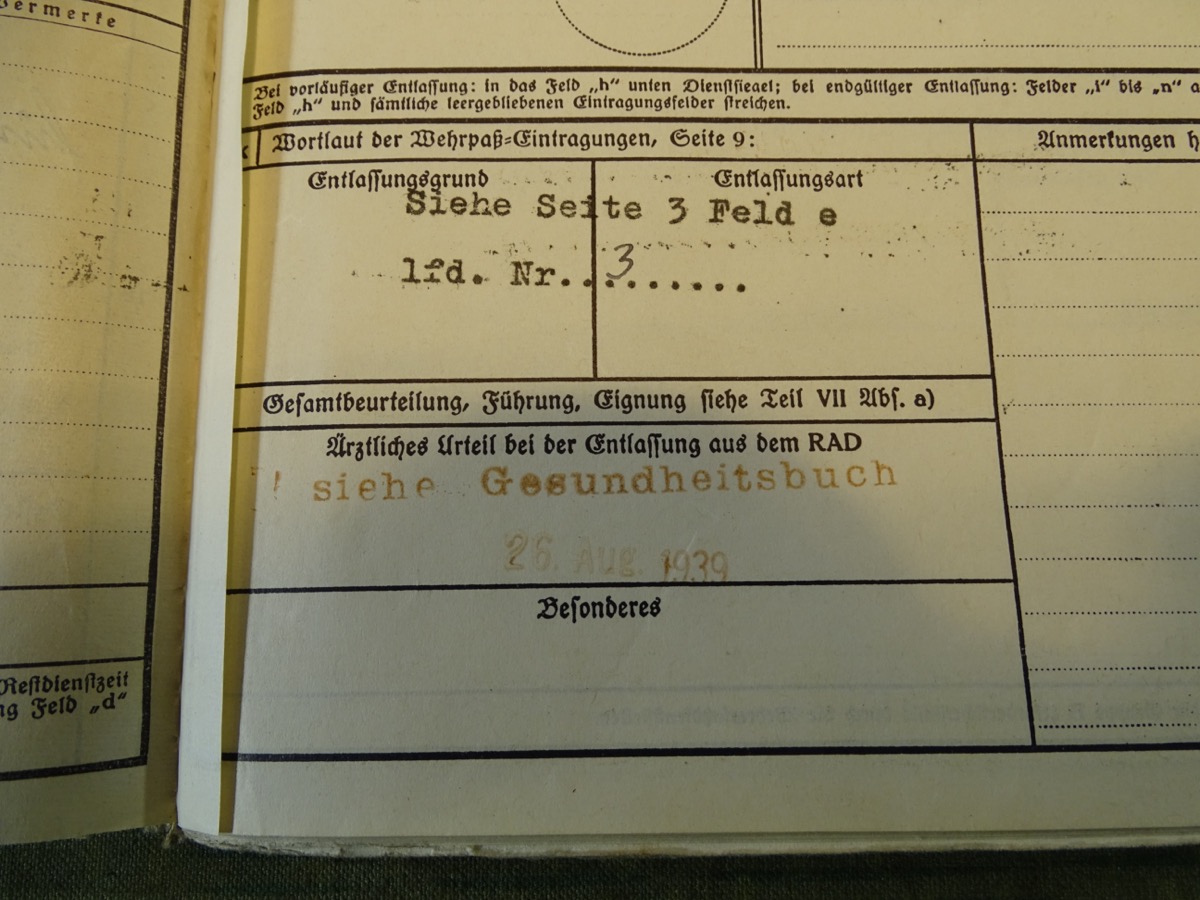 Vermerke
Restdienstzeit
Feld „d“
Bei vorläufiger Entlassung: in das Feld „h“ unten Dienstsiegel; bei endgültiger Entlassung: Felder „i“ bis „n“
Feld „h“ und sämtliche leergebliebenen Eintragungsfelder streichen.
Wortlaut der Wehrpaß-Eintragungen, Seite 9:
Anmerkungen
Entlassungsgrund
Entlassungsart
Siehe Seite 3 Feld e
lfd. Nr. 3 ........
Gesamtbeurteilung, Führung, Eignung siehe Teil VII Abs. a)
Ärztliches Urteil bei der Entlassung aus dem RAD
siehe Gesundheitsbuch
26. Aug. 1939
Besonderes